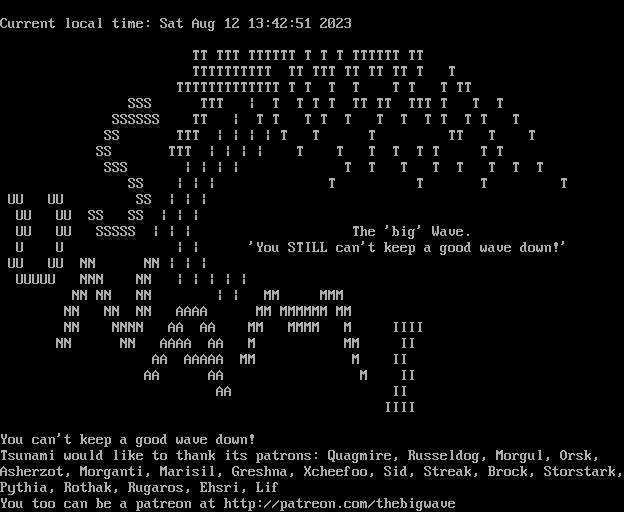 Current local time: Sat Aug 12 13:42:51 2023
TT TTT TTTTTT T T T TTTTTT TT
TTTTTTTTTT TT TTT TT TT TT T T
TTTTTTTTTTTTT T T T T T T T TT
SSS TTT ¦ T T T T TT TT TTT T T T
SSSSSS TT ¦ T T T T T T T T T T T
SS TTT ¦ ¦ ¦ ¦ T T T TT T T
SS TTT ¦ ¦ ¦ ¦ T T T T T T T
SSS ¦ ¦ ¦ ¦ T T T T T T T T
SS ¦ ¦ ¦ T T T T
UU UU SS ¦ ¦ ¦
UU UU SS SS ¦ ¦ ¦
UU UU SSSSS ¦ ¦ ¦ The 'big' Wave.
U U ¦ ¦ 'You STILL can't keep a good wave down!'
UU UU NN NN ¦ ¦ ¦
UUUUU NNN NN ¦ ¦ ¦ ¦ ¦
NN NN NN ¦ ¦ MM MMM
NN NN NN AAAA MM MMMMMM MM
NN NNNN AA AA MM MMMM M IIII
NN NN AAAA AA M MM II
AA AAAAA MM M II
AA AA M II
AA II
IIII
You can't keep a good wave down!
Tsunami would like to thank its patrons: Quagmire, Russeldog, Morgul, Orsk,
Asherzot, Morganti, Marisil, Greshna, Xcheefoo, Sid, Streak, Brock, Storstark,
Pythia, Rothak, Rugaros, Ehsri, Lif
You too can be a patreon at http://patreon.com/thebigwave